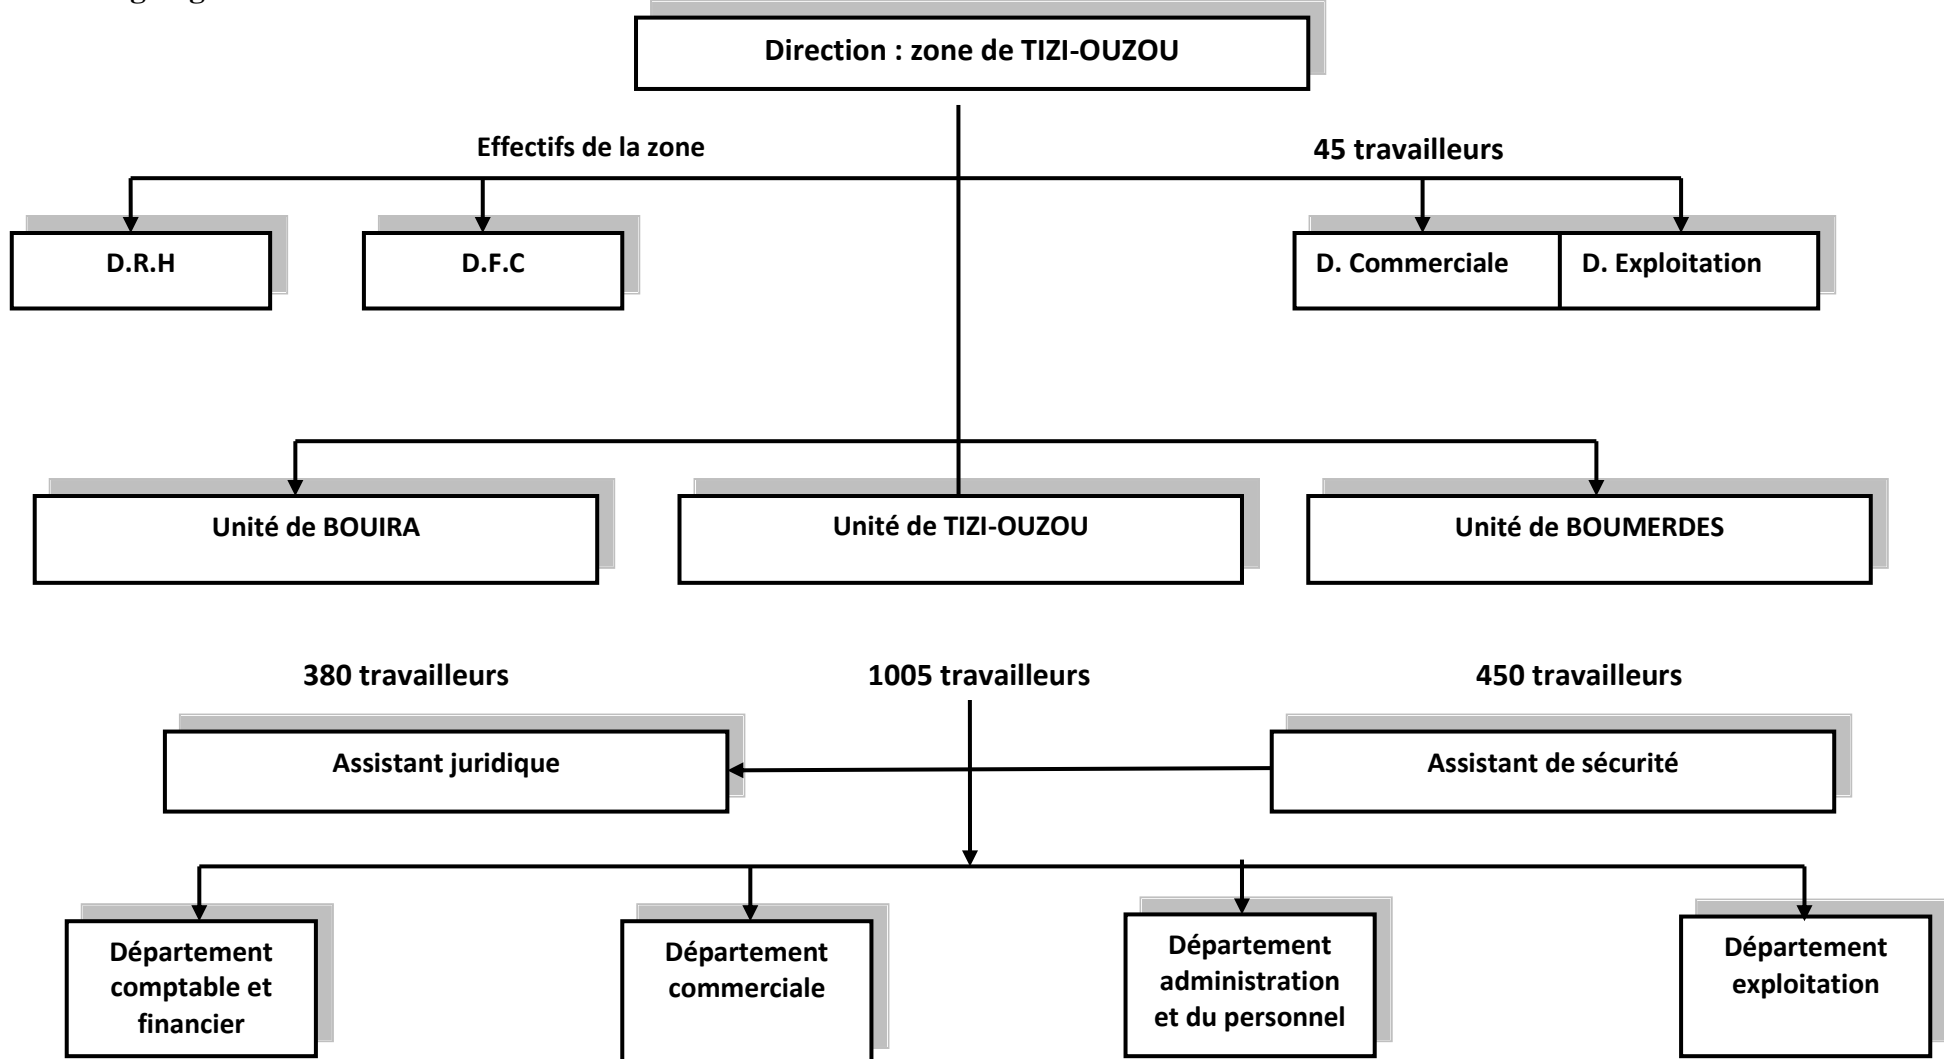 Direction : zone de TIZI-OUZOU
Effectifs de la zone
45 travailleurs
D.R.H
D.F.C
D. Commerciale
D. Exploitation
Unité de BOUIRA
Unité de TIZI-OUZOU
Unité de BOUMERDES
380 travailleurs
1005 travailleurs
450 travailleurs
Assistant juridique
Assistant de sécurité
Département
comptable et
financier
Département
commerciale
Département
administration
et du personnel
Département
exploitation